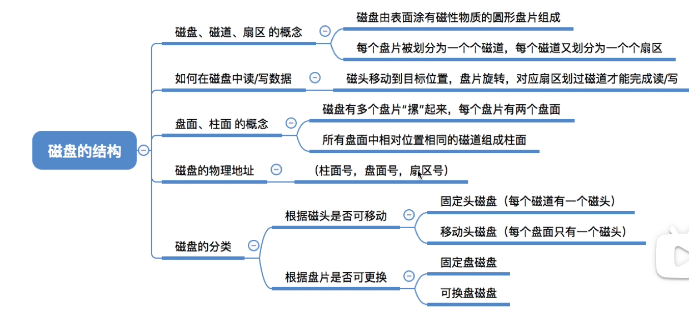 磁盘的结构
磁盘、磁道、扇区 的概念
磁盘由表面涂有磁性物质的圆形盘片组成
每个盘片被划分为一个个磁道，每个磁道又划分为一个个扇区
如何在磁盘中读/写数据
磁头移动到目标位置，盘片旋转，对应扇区划过磁道才能完成读/写
盘面、柱面 的概念
磁盘有多个盘片“摞”起来，每个盘片有两个盘面
所有盘面中相对位置相同的磁道组成柱面
磁盘的物理地址
（柱面号，盘面号，扇区号）
磁盘的分类
根据磁头是否可移动
固定头磁盘（每个磁道有一个磁头）
移动头磁盘（每个盘面只有一个磁头）
根据盘片是否可更换
固定盘磁盘
可换盘磁盘